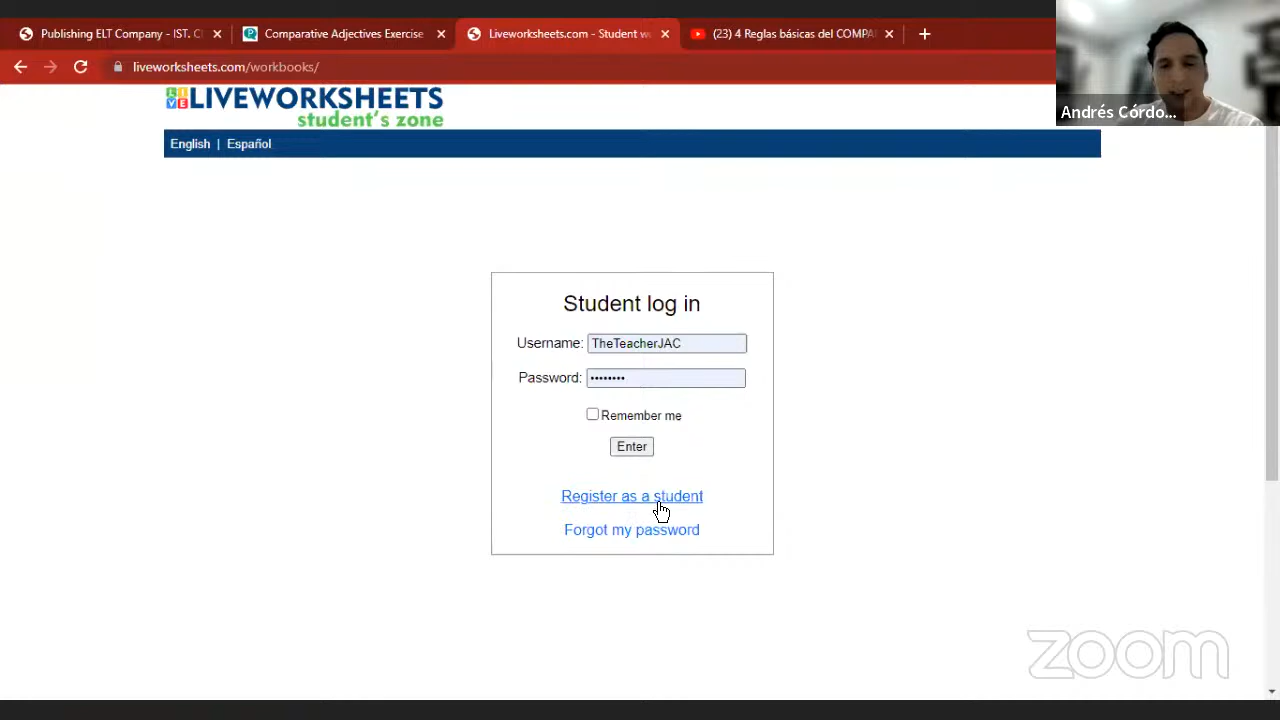 Publishing ELT Company - IST. C
Comparative Adjectives Exercise
Liveworksheets.com - Student w
(23) 4 Reglas básicas del COMPA
liveworksheets.com/workbooks/
Andrés Córdo...
LIVE
LIVEWORKSHEETS
student's zone
English | Español
Student log in
Username: TheTeacherJAC
Password: ••••••••
Remember me
Enter
Register as a student
Forgot my password
zoom